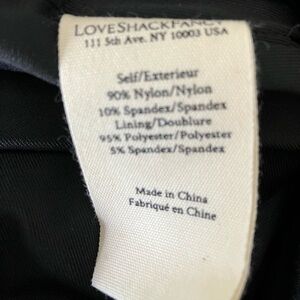 LOVESHACKFANCY
111 5th Ave. NY 10003 USA
Self/Exterieur
90% Nylon/Nylon
10% Spandex/Spandex
Lining/Doublure
95% Polyester/Polyester
5% Spandex/Spandex
Made in China
Fabriqué en Chine